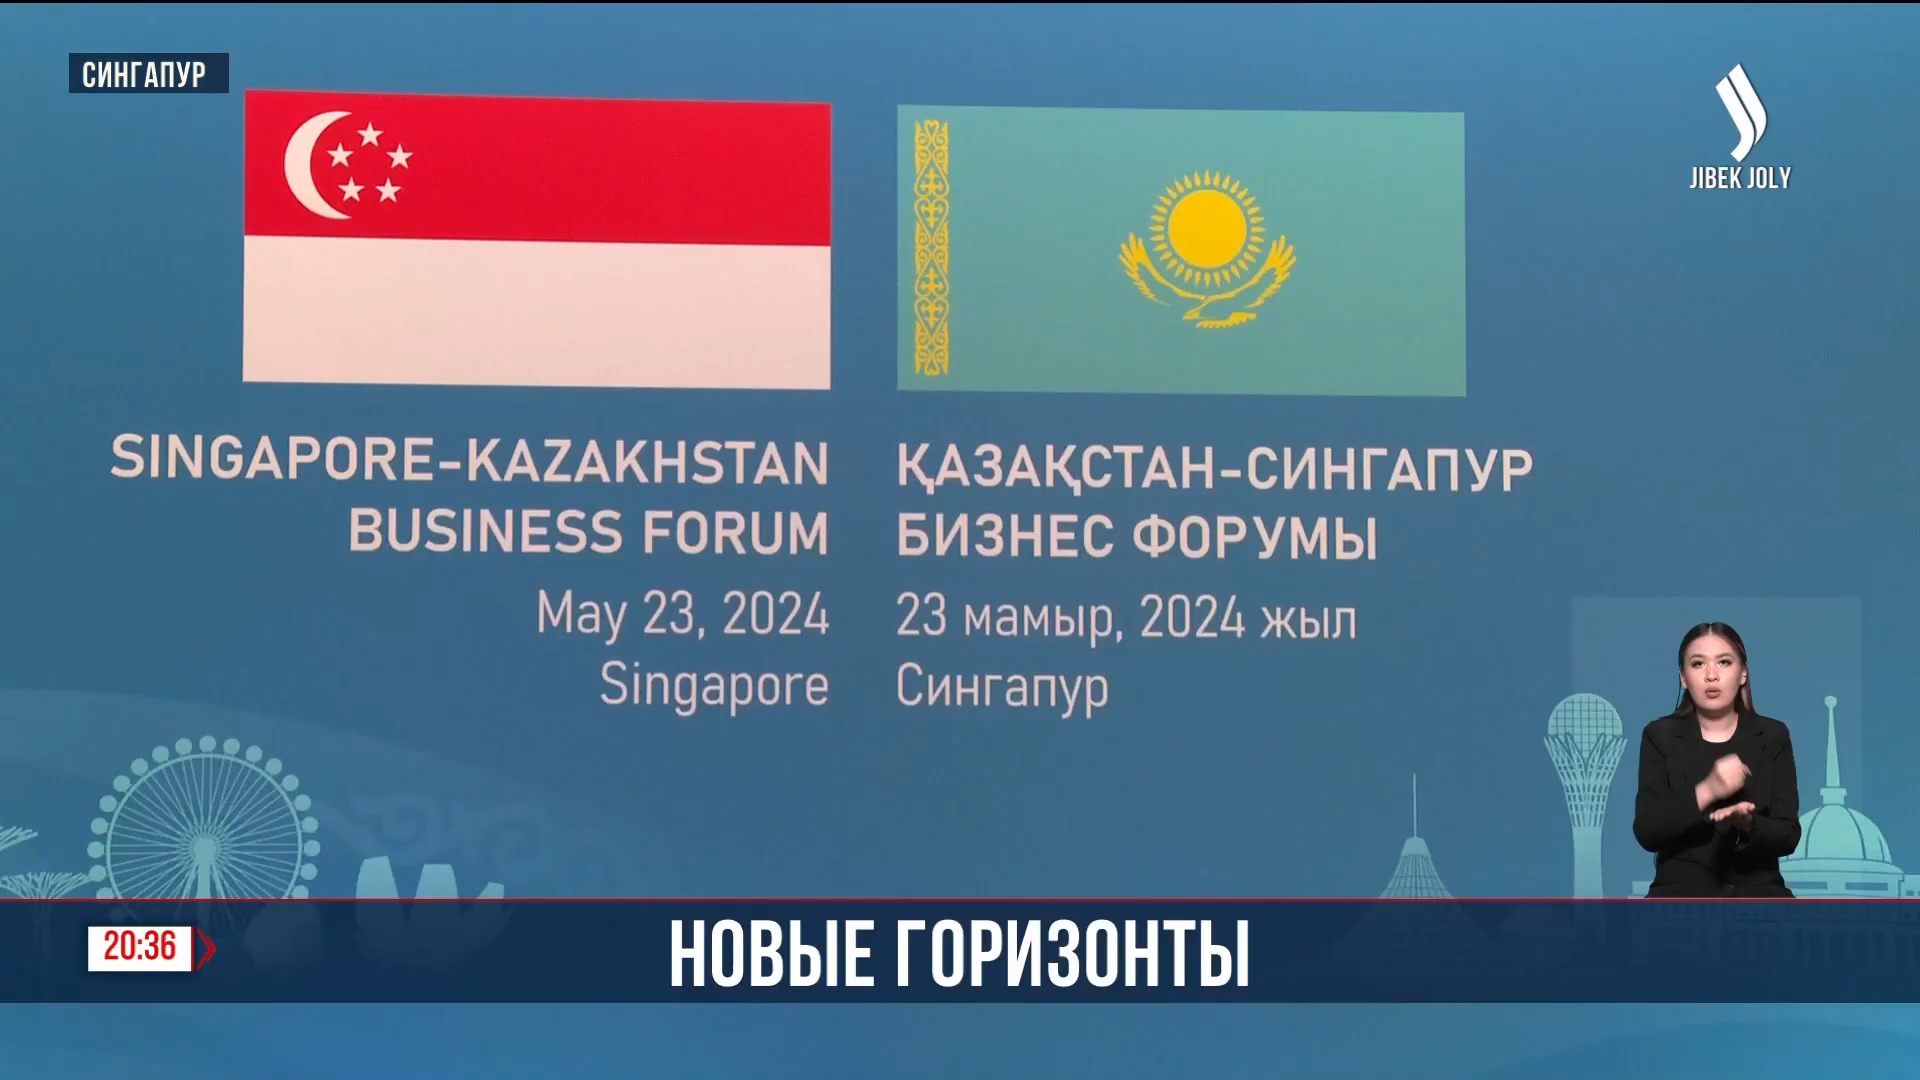 СИНГАПУР
JIBEK JOLY
SINGAPORE-KAZAKHSTAN
BUSINESS FORUM
May 23, 2024
Singapore
ҚАЗАҚСТАН-СИНГАПУР
БИЗНЕС ФОРУМЫ
23 мамыр, 2024 жыл
Сингапур
20:36
НОВЫЕ ГОРИЗОНТЫ